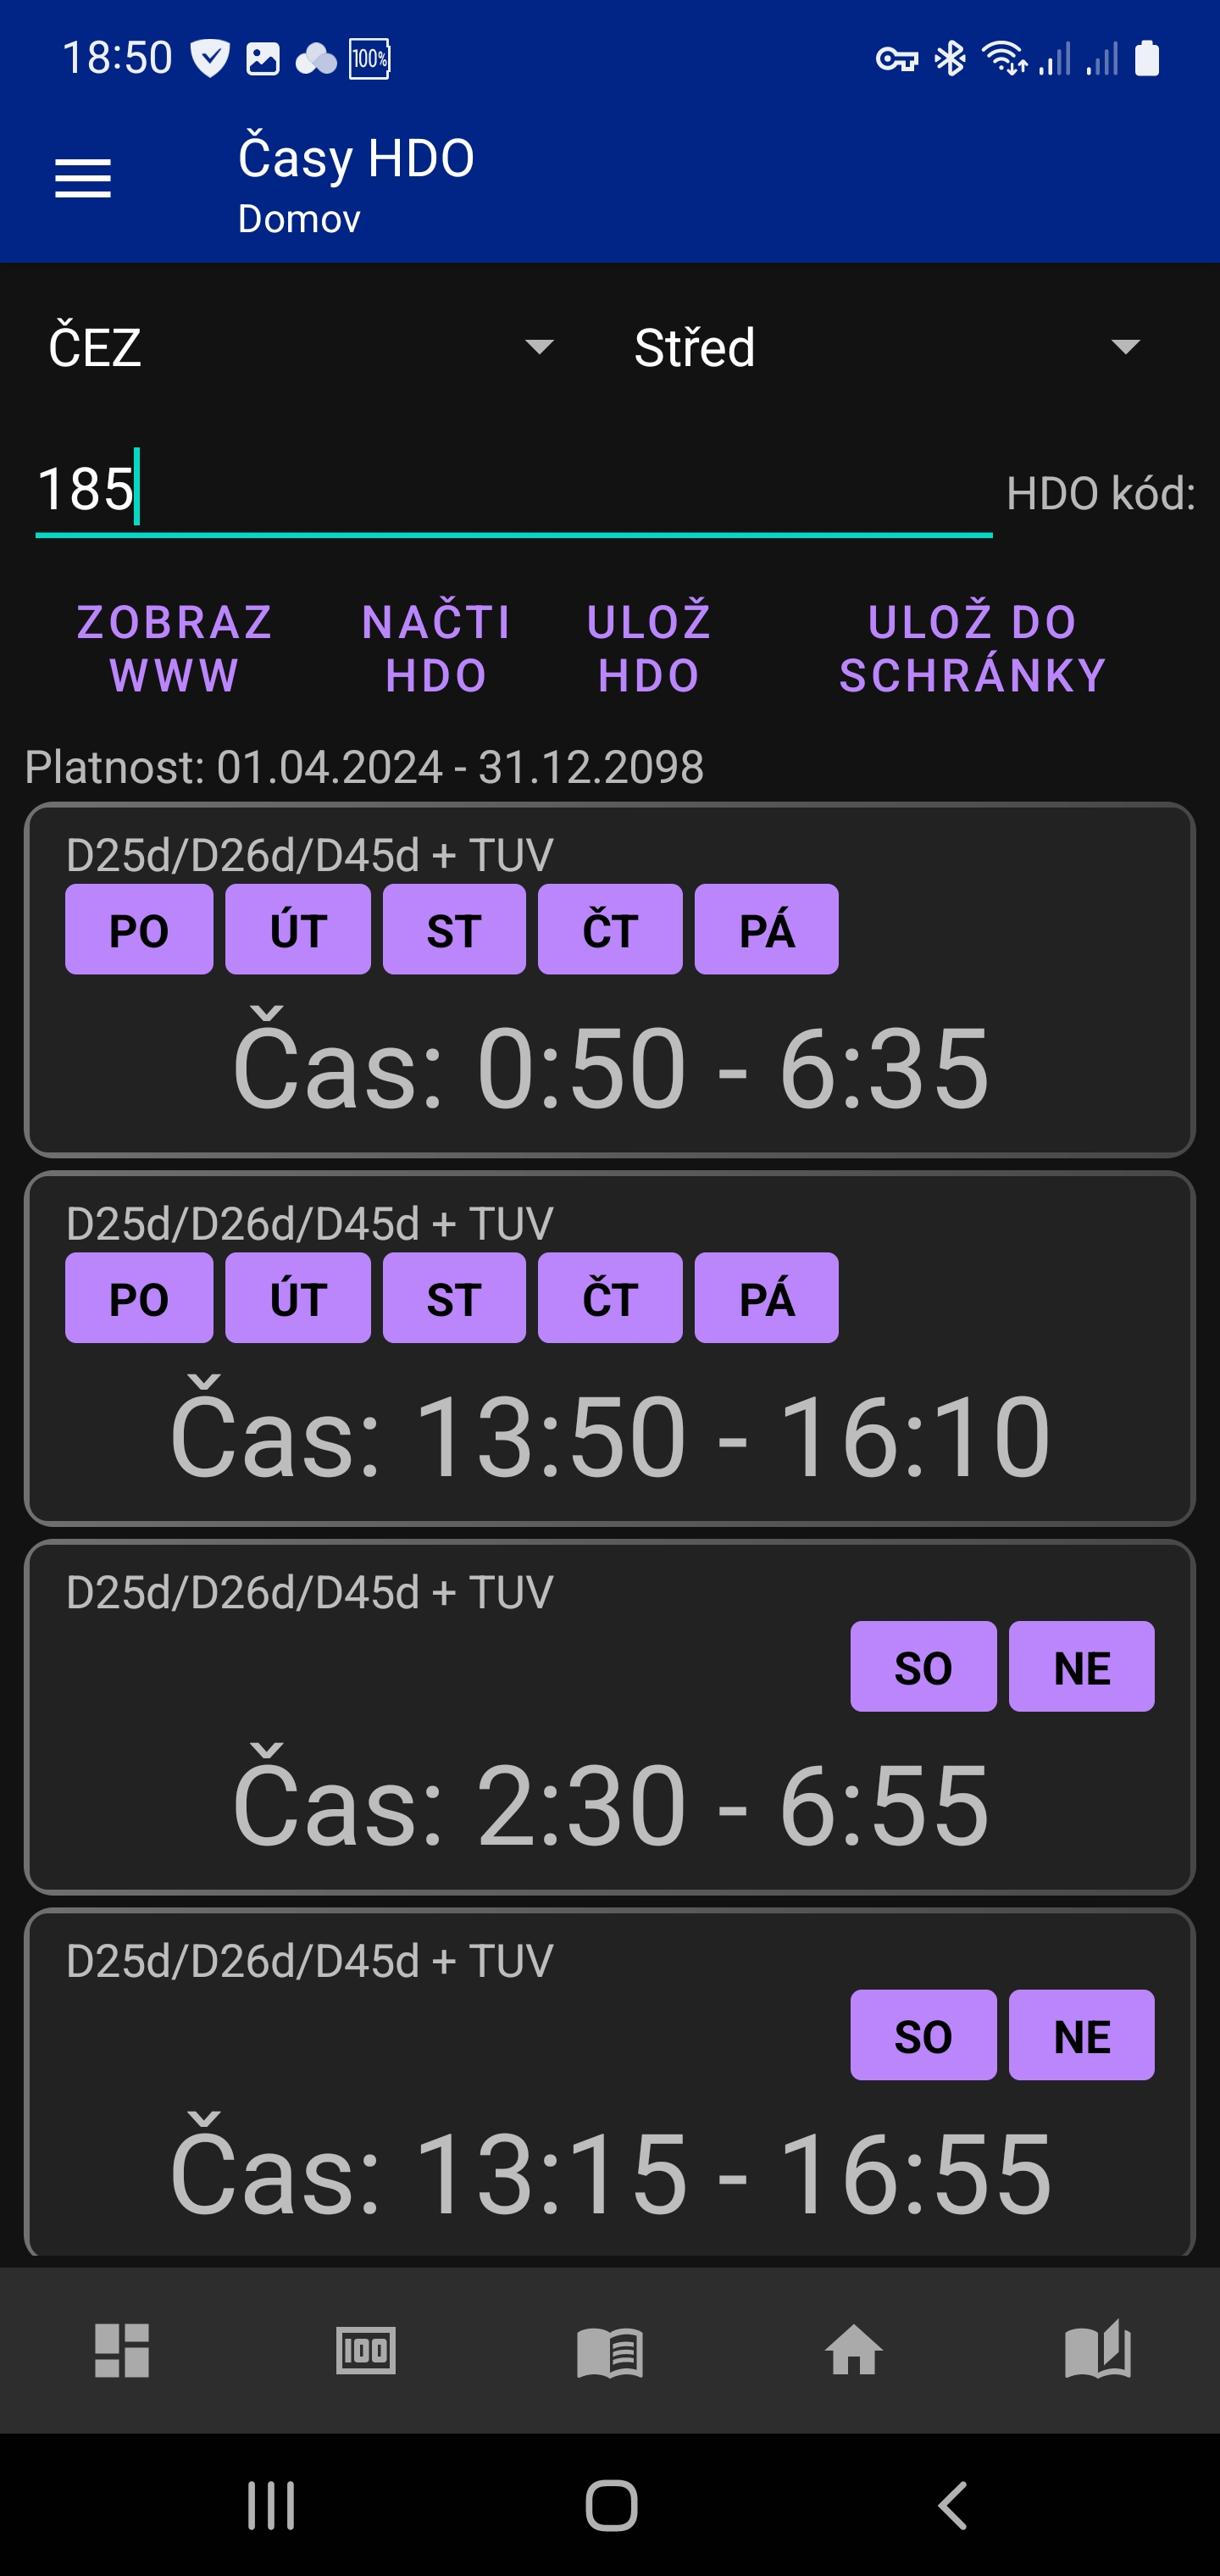 18:50 100%
Časy HDO
Domov
ČEZ Střed
185 HDO kód:
ZOBRAZ WWW NAČTI HDO ULOŽ HDO ULOŽ DO SCHRÁNKY
Platnost: 01.04.2024 - 31.12.2098
D25d/D26d/D45d + TUV
PO ÚT ST ČT PÁ
Čas: 0:50 - 6:35
D25d/D26d/D45d + TUV
PO ÚT ST ČT PÁ
Čas: 13:50 - 16:10
D25d/D26d/D45d + TUV
SO NE
Čas: 2:30 - 6:55
D25d/D26d/D45d + TUV
SO NE
Čas: 13:15 - 16:55
100